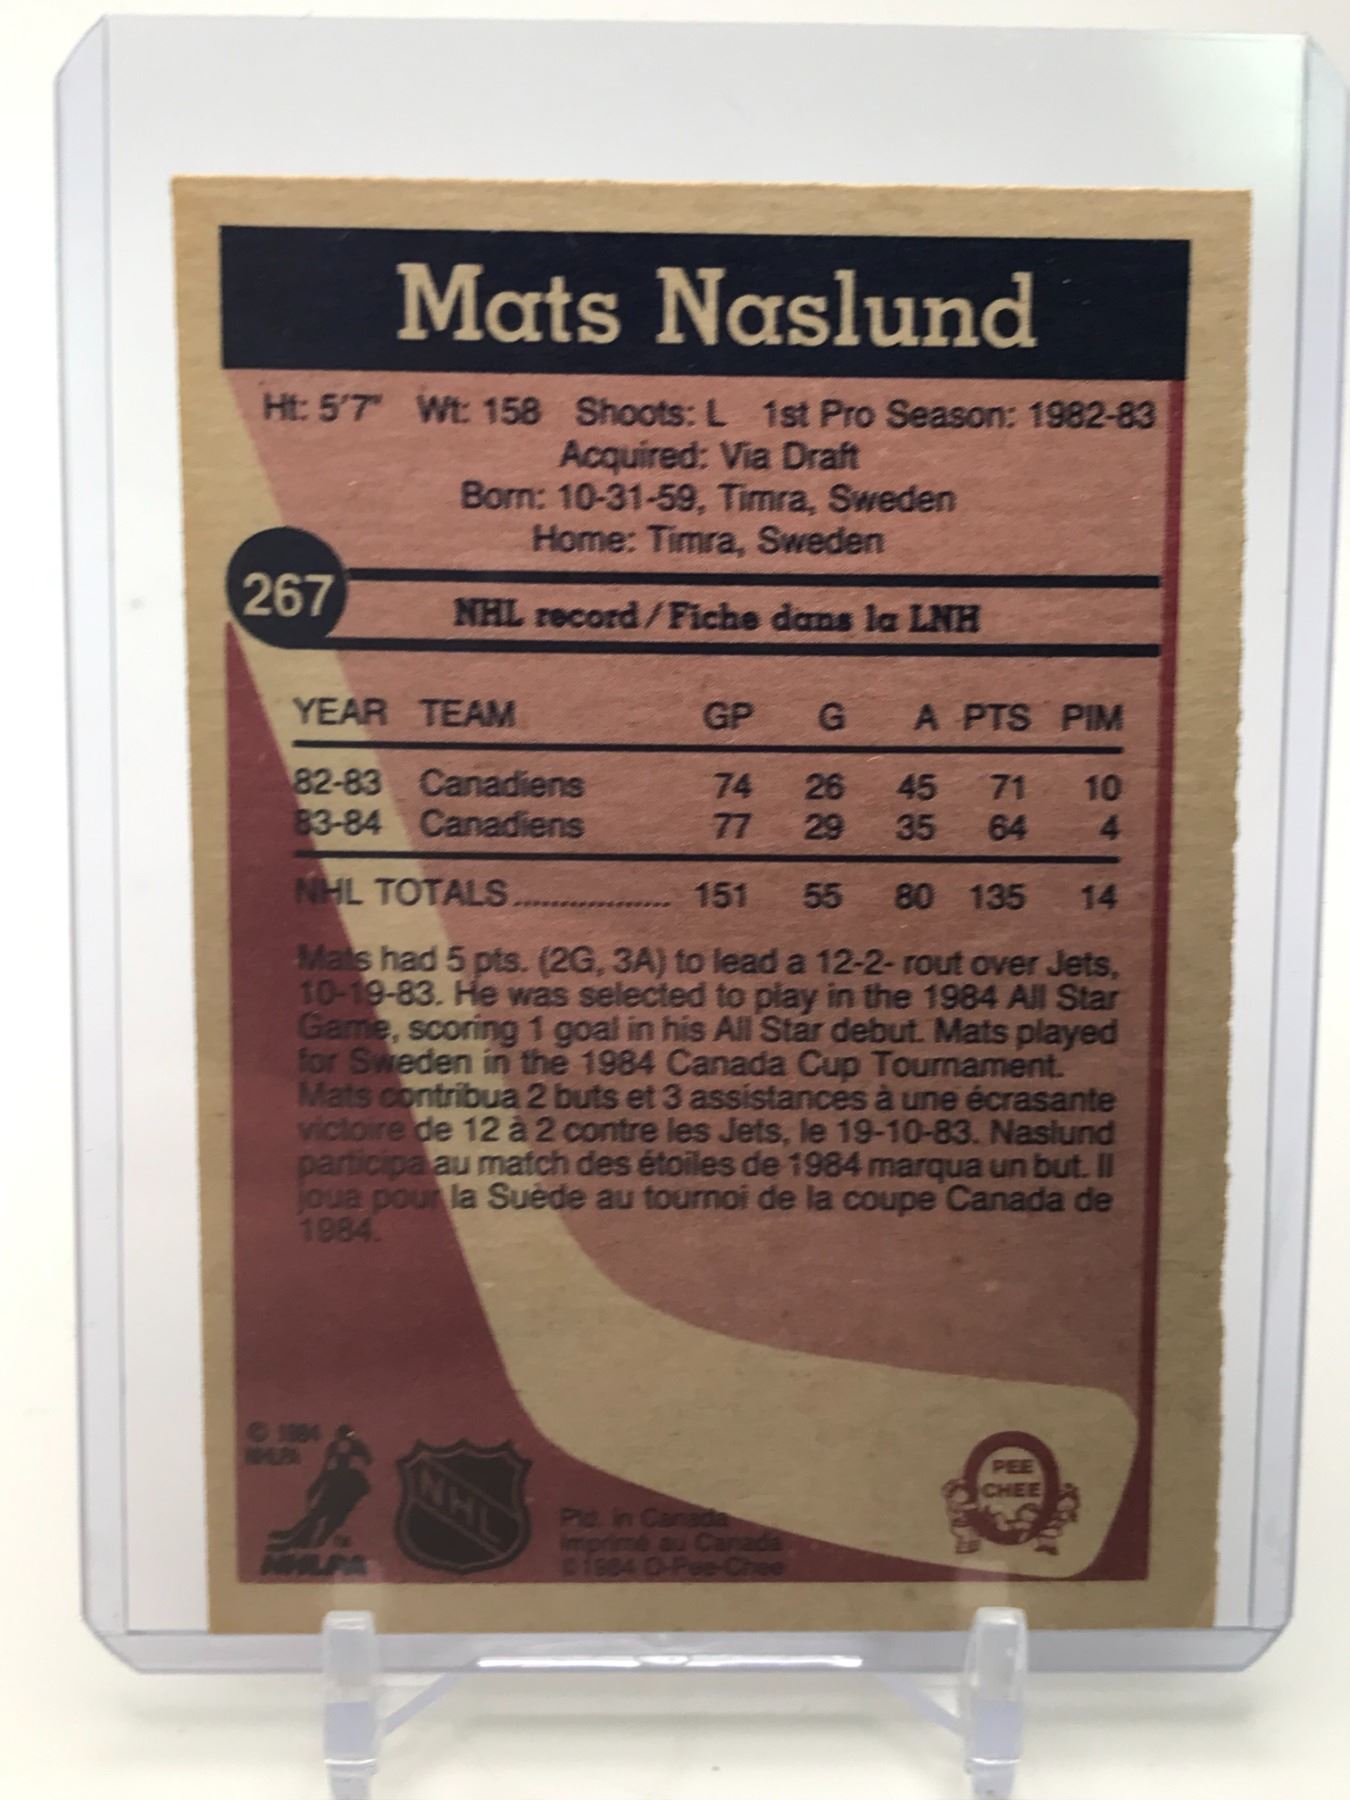 Mats Naslund
Ht: 5'7" Wt: 158 Shoots: L 1st Pro Season: 1982-83
Acquired: Via Draft
Born: 10-31-59, Timra, Sweden
Home: Timra, Sweden
267
NHL record/Fiche dans la LNH
YEAR TEAM GP G A PTS PIM
82-83 Canadiens 74 26 45 71 10
83-84 Canadiens 77 29 35 64 4
NHL TOTALS................. 151 55 80 135 14
Mats had 5 pts. (2G, 3A) to lead a 12-2- rout over Jets,
10-19-83. He was selected to play in the 1984 All Star
Game, scoring 1 goal in his All Star debut. Mats played
for Sweden in the 1984 Canada Cup Tournament.
Mats contribua 2 buts et 3 assistances à une écrasante
victoire de 12 à 2 contre les Jets, le 19-10-83. Naslund
participa au match des étoiles de 1984 marqua un but. Il
joua pour la Suède au tournoi de la coupe Canada de
1984.
© 1984
NHLPA
TM
NHLPA
NHL
Ptd. in Canada
Imprimé au Canada
©1984 O-Pee-Chee
O PEE
CHEE